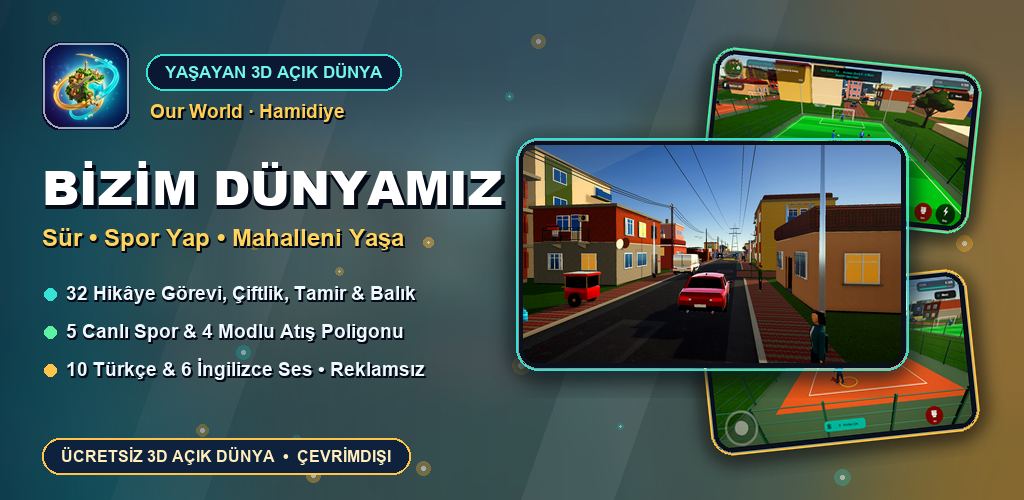 YAŞAYAN 3D AÇIK DÜNYA
Our World · Hamidiye
BİZİM DÜNYAMIZ
Sür • Spor Yap • Mahalleni Yaşa
32 Hikâye Görevi, Çiftlik, Tamir & Balık
5 Canlı Spor & 4 Modlu Atış Poligonu
10 Türkçe & 6 İngilizce Ses • Reklamsız
ÜCRETSİZ 3D AÇIK DÜNYA • ÇEVRİMDIŞI